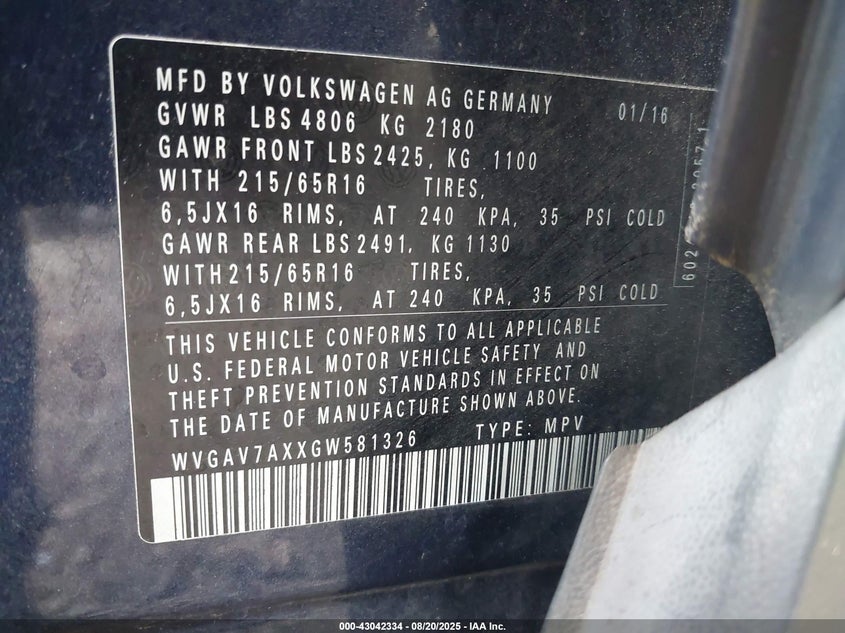 MFD BY VOLKSWAGEN AG GERMANY 01/16
GVWR LBS 4806 KG 2180
GAWR FRONT LBS 2425, KG 1100
WITH 215/65R16 TIRES,
6,5JX16 RIMS, AT 240 KPA, 35 PSI COLD
GAWR REAR LBS 2491, KG 1130
WITH 215/65R16 TIRES,
6,5JX16 RIMS, AT 240 KPA, 35 PSI COLD
THIS VEHICLE CONFORMS TO ALL APPLICABLE
U.S. FEDERAL MOTOR VEHICLE SAFETY AND
THEFT PREVENTION STANDARDS IN EFFECT ON
THE DATE OF MANUFACTURE SHOWN ABOVE.
WVGAV7AXXGW581326 TYPE: MPV
000-43042334 - 08/20/2025 - IAA Inc.